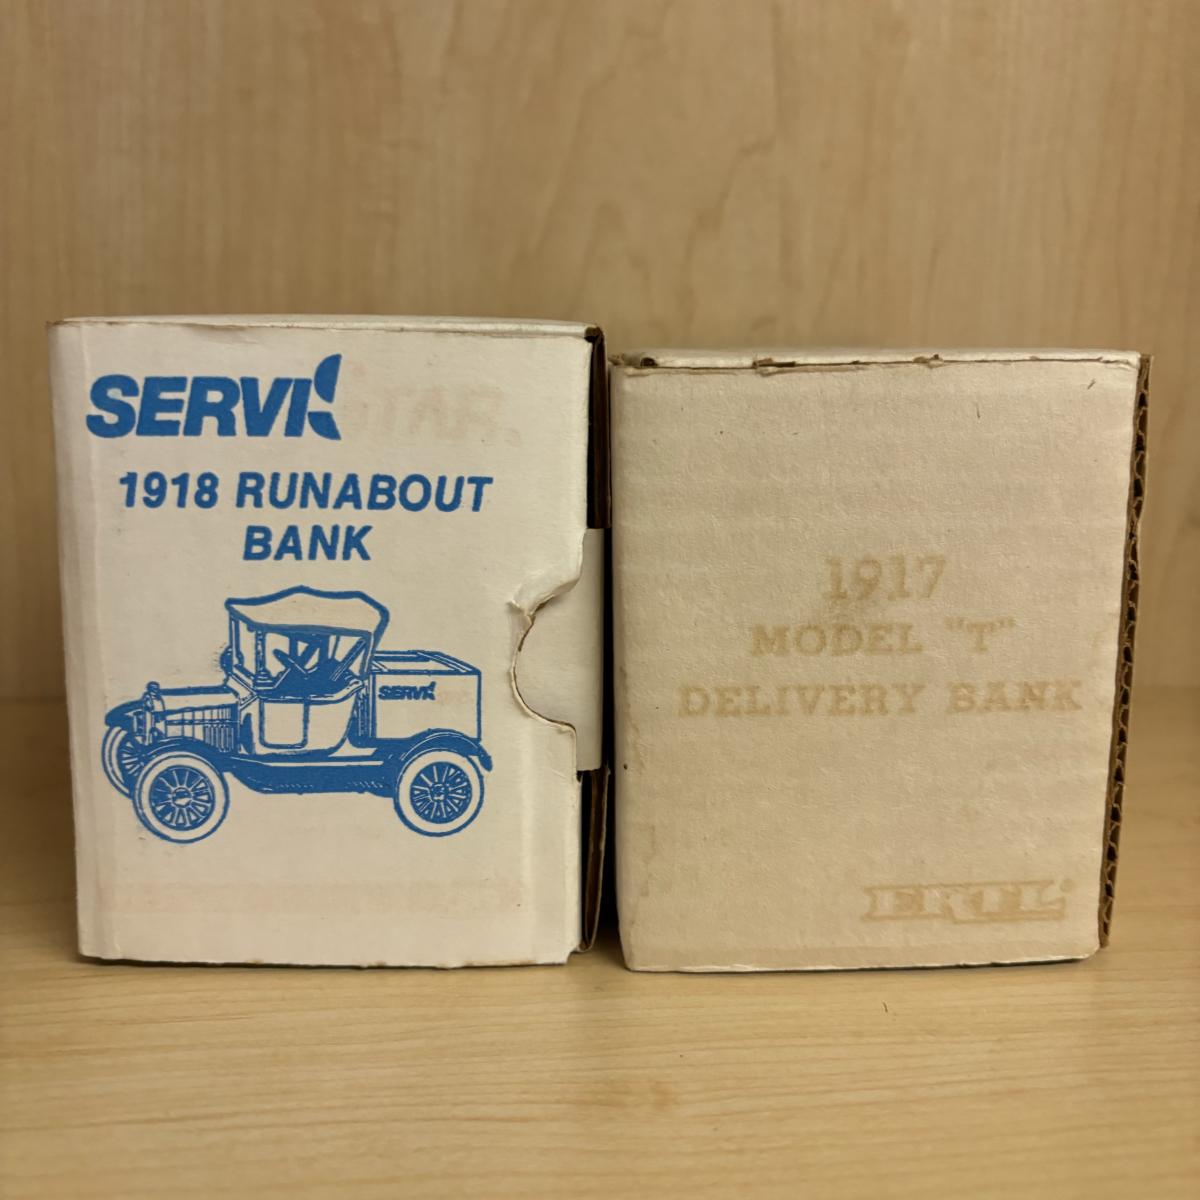 SERVI
1918 RUNABOUT
BANK
SERVI
1917
MODEL "T"
DELIVERY BANK
ERTL®